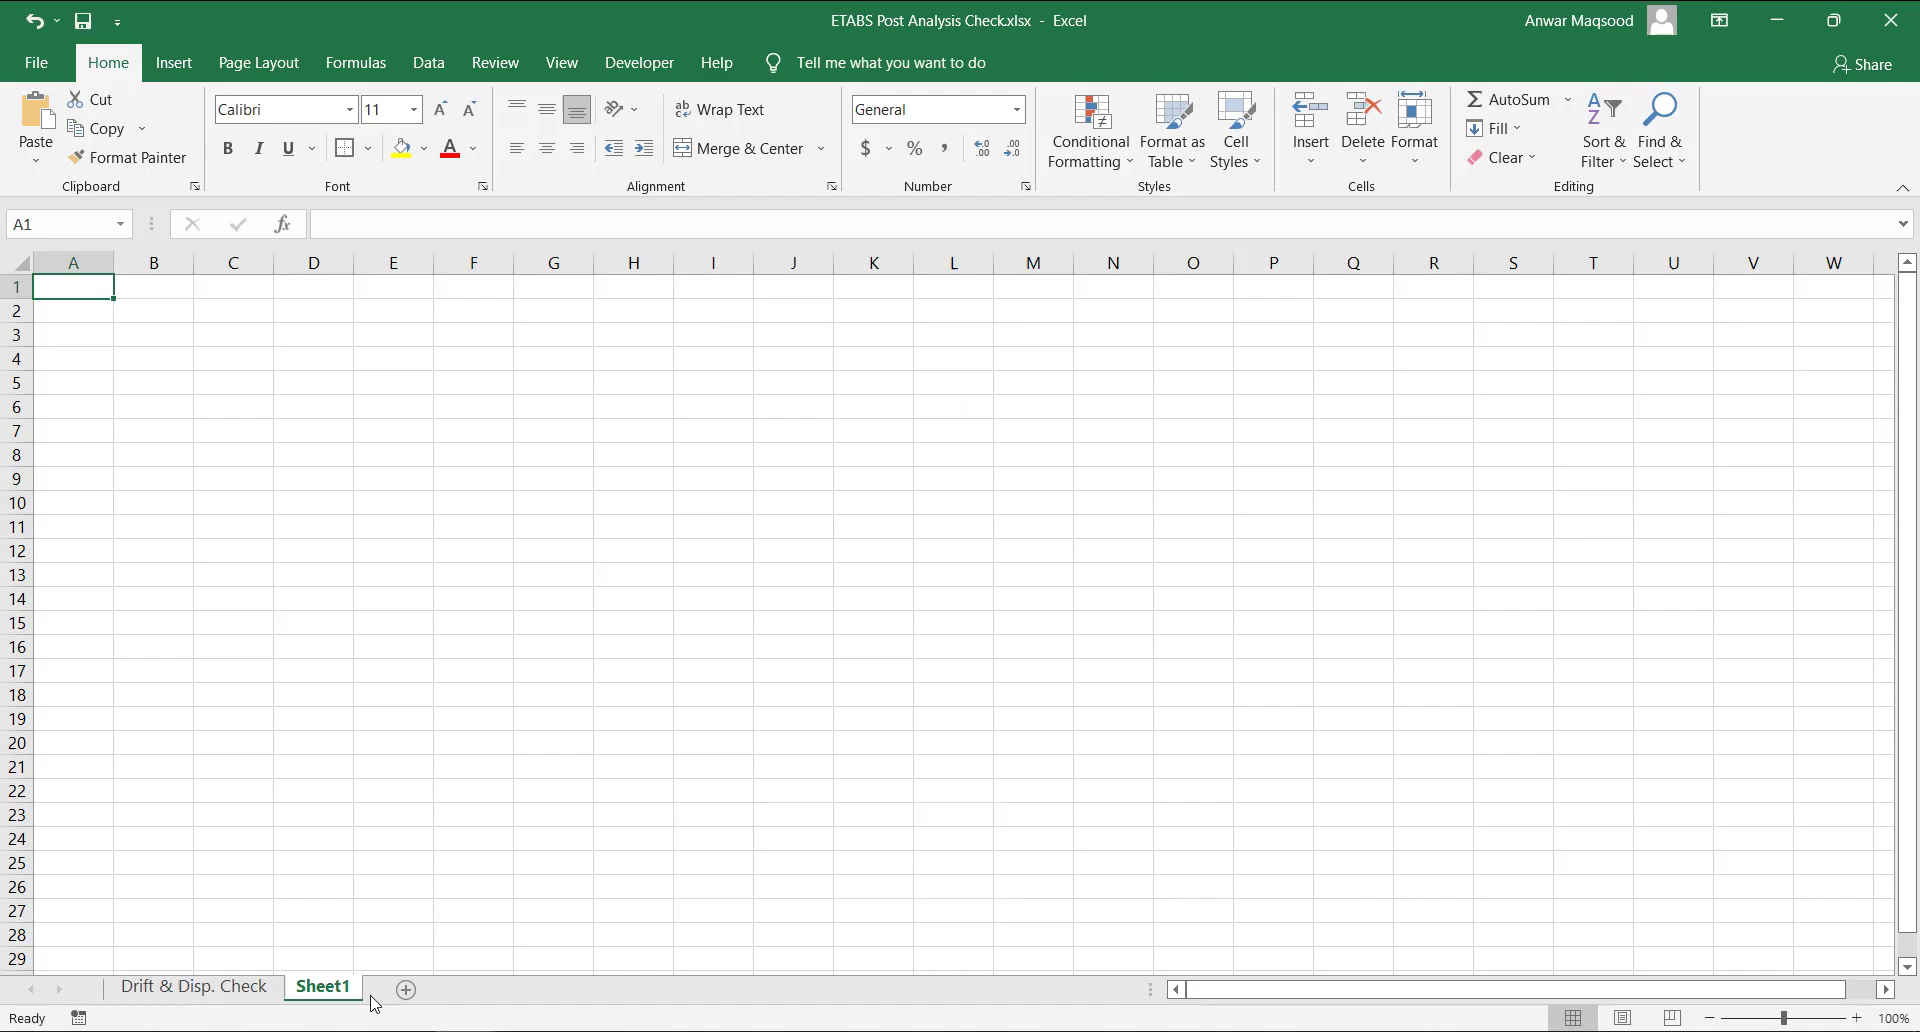 ETABS Post Analysis Check.xlsx - Excel
Anwar Maqsood
File Home Insert Page Layout Formulas Data Review View Developer Help Tell me what you want to do Share
Paste
Cut
Copy
Format Painter
Clipboard
Calibri 11
B I U
Font
ab Wrap Text
Merge & Center
Alignment
General
$ % ,
Number
Conditional Formatting
Format as Table
Cell Styles
Styles
Insert Delete Format
Cells
AutoSum
Fill
Clear
Sort & Filter
Find & Select
Editing
A1 fx
A B C D E F G H I J K L M N O P Q R S T U V W
1
2
3
4
5
6
7
8
9
10
11
12
13
14
15
16
17
18
19
20
21
22
23
24
25
26
27
28
29
Drift & Disp. Check Sheet1
Ready 100%